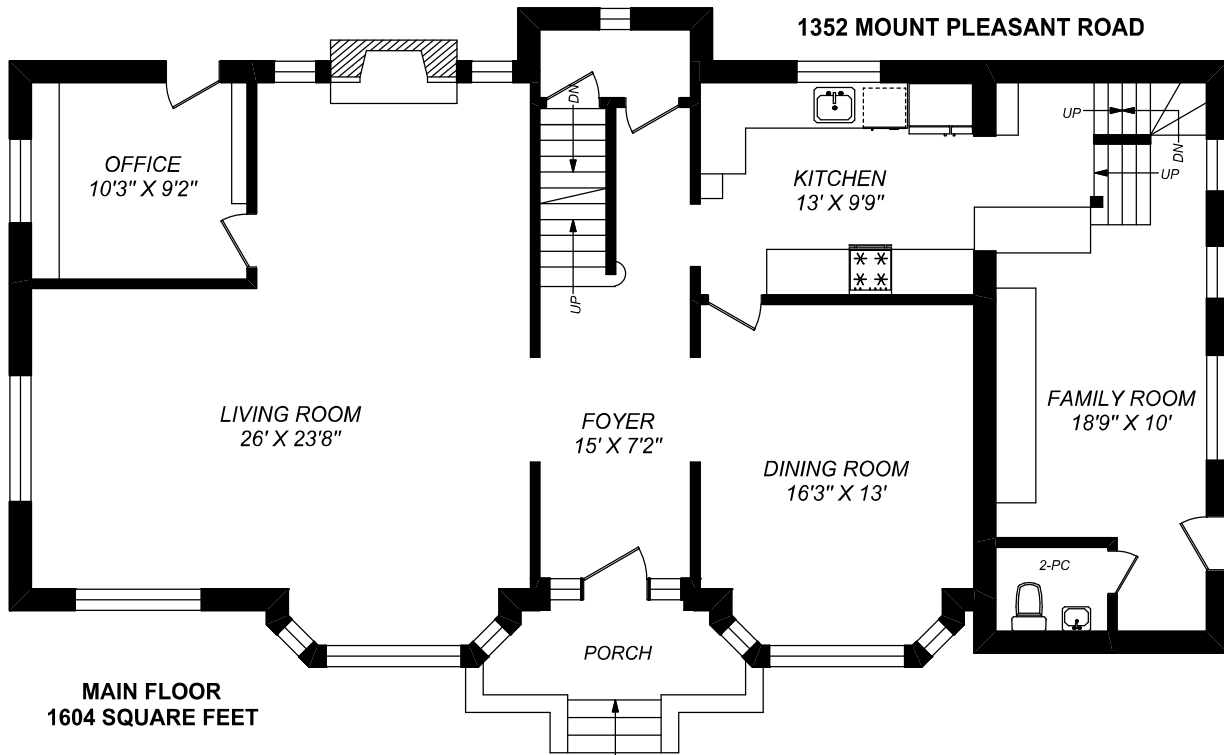 1352 MOUNT PLEASANT ROAD
DN
UP
DN
UP
OFFICE
10'3" X 9'2"
KITCHEN
13' X 9'9"
UP
LIVING ROOM
26' X 23'8"
FOYER
15' X 7'2"
FAMILY ROOM
18'9" X 10'
DINING ROOM
16'3" X 13'
2-PC
PORCH
MAIN FLOOR
1604 SQUARE FEET